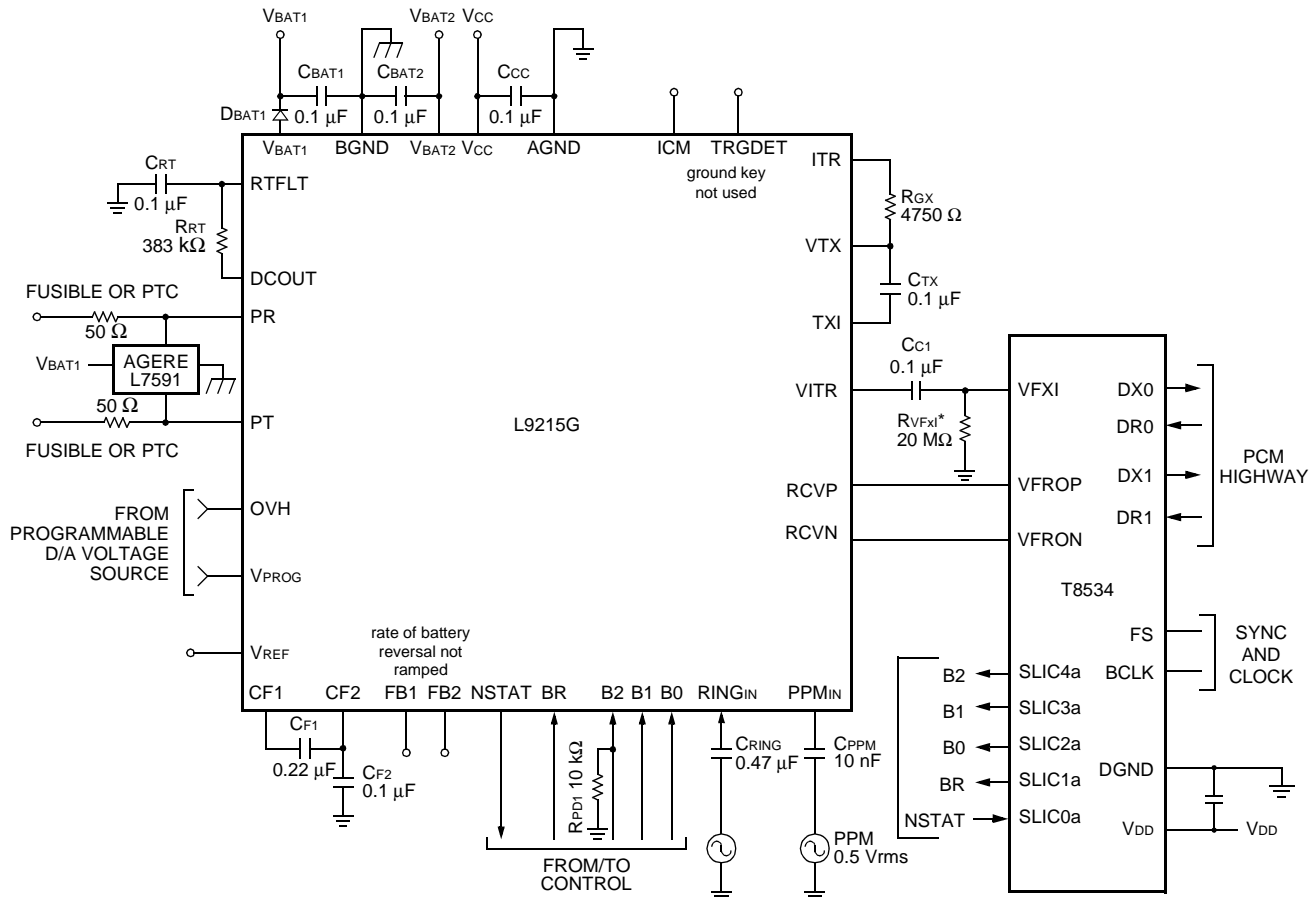 VBAT1
VBAT2
VCC
CBAT1
0.1 µF
CBAT2
0.1 µF
CCC
0.1 µF
DBAT1
VBAT1
BGND
VBAT2
VCC
AGND
ICM
TRGDET
ground key
not used
CRT
0.1 µF
RTFLT
RRT
383 kΩ
DCOUT
FUSIBLE OR PTC
50 Ω
PR
VBAT1
AGERE
L7591
50 Ω
PT
FUSIBLE OR PTC
FROM
PROGRAMMABLE
D/A VOLTAGE
SOURCE
OVH
VPROG
VREF
L9215G
ITR
RGX
4750 Ω
VTX
CTX
0.1 µF
TXI
CC1
0.1 µF
VITR
RVFxI*
20 MΩ
RCVP
RCVN
VFXI
VFROP
VFRON
T8534
DX0
DR0
DX1
DR1
PCM
HIGHWAY
FS
BCLK
SYNC
AND
CLOCK
B2
SLIC4a
B1
SLIC3a
B0
SLIC2a
BR
SLIC1a
NSTAT
SLIC0a
DGND
VDD
VDD
rate of battery
reversal not
ramped
CF1
CF2
FB1
FB2
NSTAT
BR
B2
B1
B0
RINGIN
PPMIN
CF1
0.22 µF
CF2
0.1 µF
RPD1 10 kΩ
CRING
0.47 µF
CPPM
10 nF
PPM
0.5 Vrms
FROM/TO
CONTROL